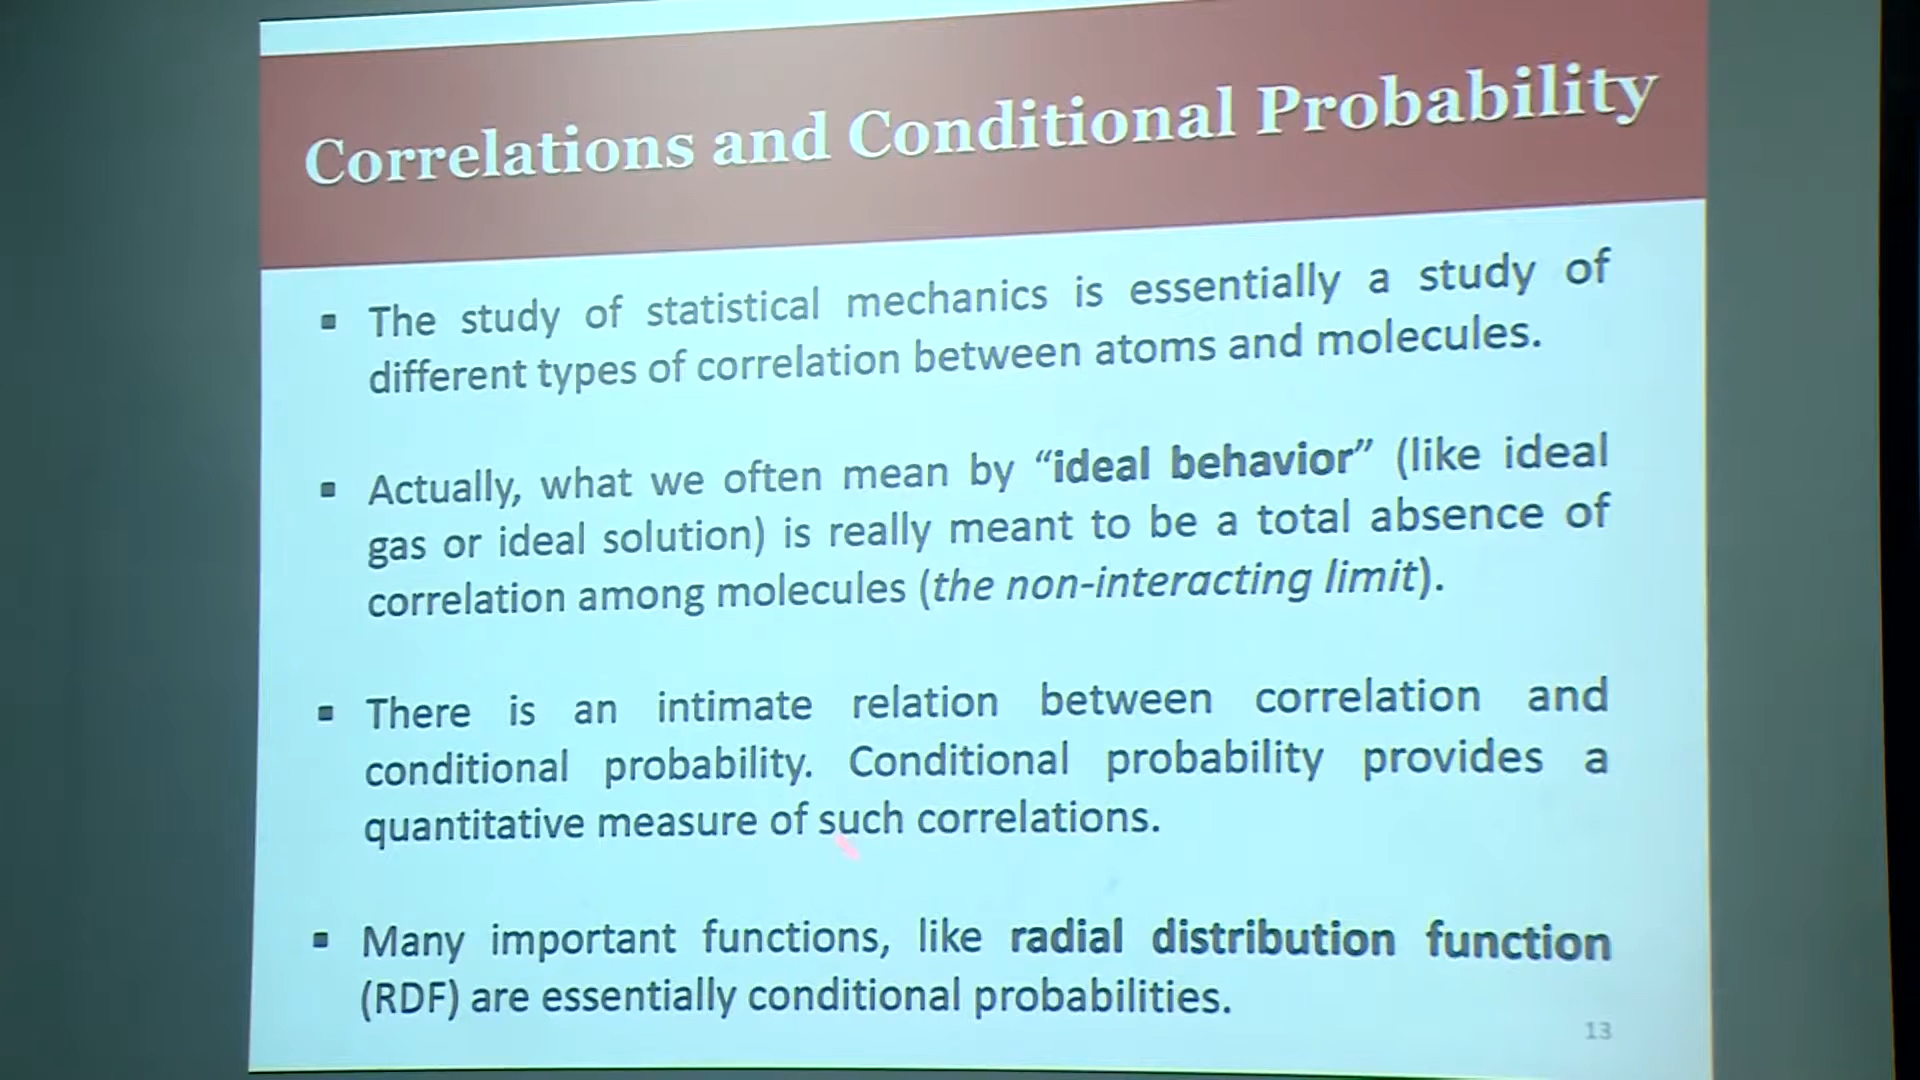 Correlations and Conditional Probability
▪ The study of statistical mechanics is essentially a study of
different types of correlation between atoms and molecules.
▪ Actually, what we often mean by “ideal behavior” (like ideal
gas or ideal solution) is really meant to be a total absence of
correlation among molecules (the non-interacting limit).
▪ There is an intimate relation between correlation and
conditional probability. Conditional probability provides a
quantitative measure of such correlations.
▪ Many important functions, like radial distribution function
(RDF) are essentially conditional probabilities.
13